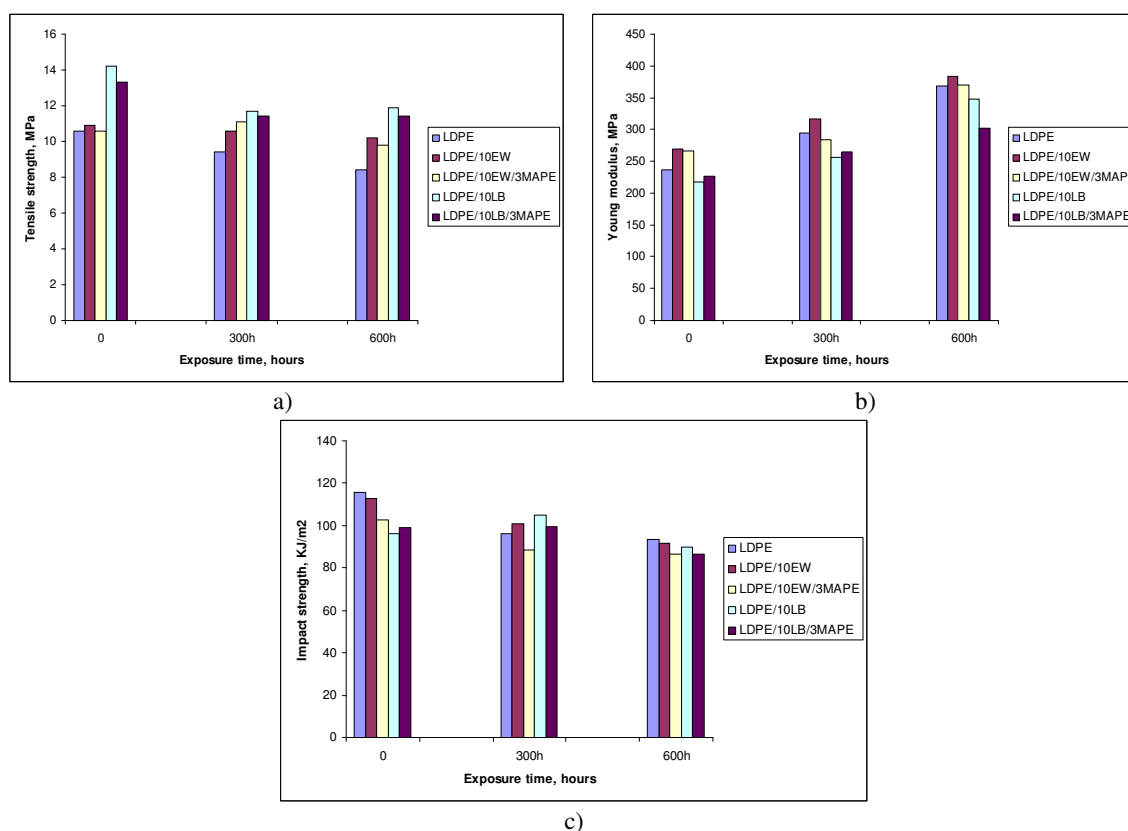 Tensile strength, MPa
16
14
12
10
8
6
4
2
0
0 300h 600h
Exposure time, hours
LDPE
LDPE/10EW
LDPE/10EW/3MAPE
LDPE/10LB
LDPE/10LB/3MAPE
a)
Young modulus, MPa
450
400
350
300
250
200
150
100
50
0
0 300h 600h
Exposure time, hours
LDPE
LDPE/10EW
LDPE/10EW/3MAPE
LDPE/10LB
LDPE/10LB/3MAPE
b)
Impact strength, KJ/m2
140
120
100
80
60
40
20
0
0 300h 600h
Exposure time, hours
LDPE
LDPE/10EW
LDPE/10EW/3MAPE
LDPE/10LB
LDPE/10LB/3MAPE
c)